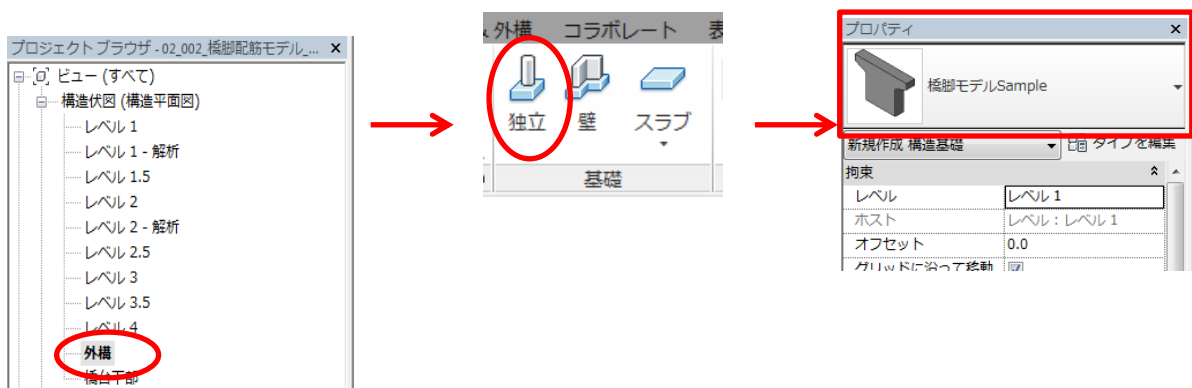 プロジェクト ブラウザ - 02_002_橋脚配筋モデル_...
ビュー (すべて)
構造伏図 (構造平面図)
レベル 1
レベル 1 - 解析
レベル 1.5
レベル 2
レベル 2 - 解析
レベル 2.5
レベル 3
レベル 3.5
レベル 4
外構
橋台下部
外構 コラボレート 表
独立 壁 スラブ
基礎
プロパティ
橋脚モデルSample
新規作成 構造基礎 タイプを編集
拘束
レベル レベル 1
ホスト レベル : レベル 1
オフセット 0.0
グリッドに沿って移動